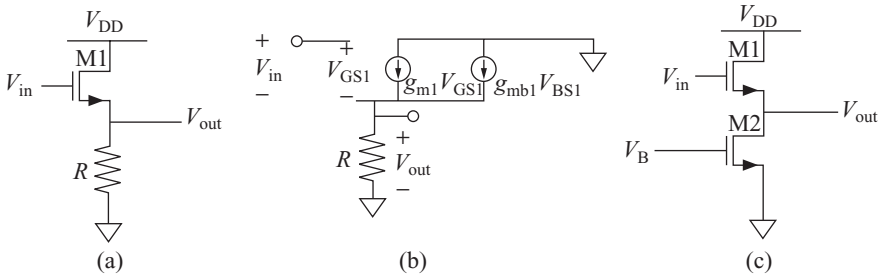 V_DD
M1
V_in
V_out
R
(a)
+
V_in
−
+
V_GS1
−
g_m1V_GS1
g_mb1V_BS1
R
+
V_out
−
(b)
V_DD
M1
V_in
V_out
M2
V_B
(c)